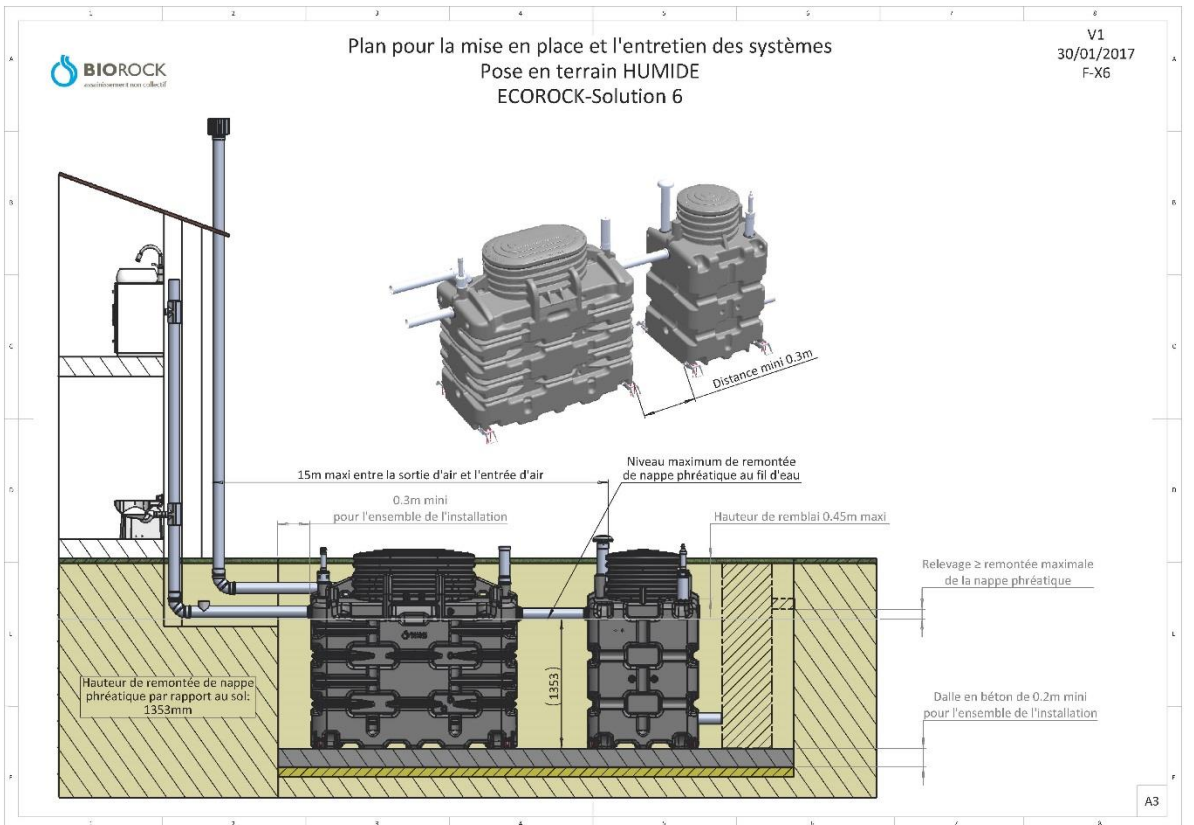 BIOROCK
assainissement non collectif
Plan pour la mise en place et l'entretien des systèmes
Pose en terrain HUMIDE
ECOROCK-Solution 6
V1
30/01/2017
F-X6
Distance mini 0.3m
15m maxi entre la sortie d'air et l'entrée d'air
Niveau maximum de remontée
de nappe phréatique au fil d'eau
0.3m mini
pour l'ensemble de l'installation
Hauteur de remblai 0.45m maxi
Relevage ≥ remontée maximale
de la nappe phréatique
(1353)
Hauteur de remontée de nappe
phréatique par rapport au sol:
1353mm
Dalle en béton de 0.2m mini
pour l'ensemble de l'installation
A3